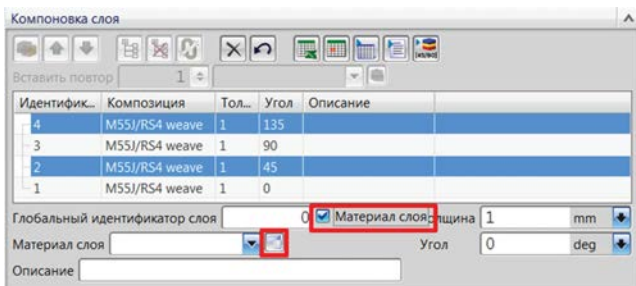 Компоновка слоя
Вставить повтор 1
Идентифик... Композиция Тол... Угол Описание
4 M55J/RS4 weave 1 135
3 M55J/RS4 weave 1 90
2 M55J/RS4 weave 1 45
1 M55J/RS4 weave 1 0
Глобальный идентификатор слоя 0 Материал слоя лщина 1 mm
Материал слоя Угол 0 deg
Описание